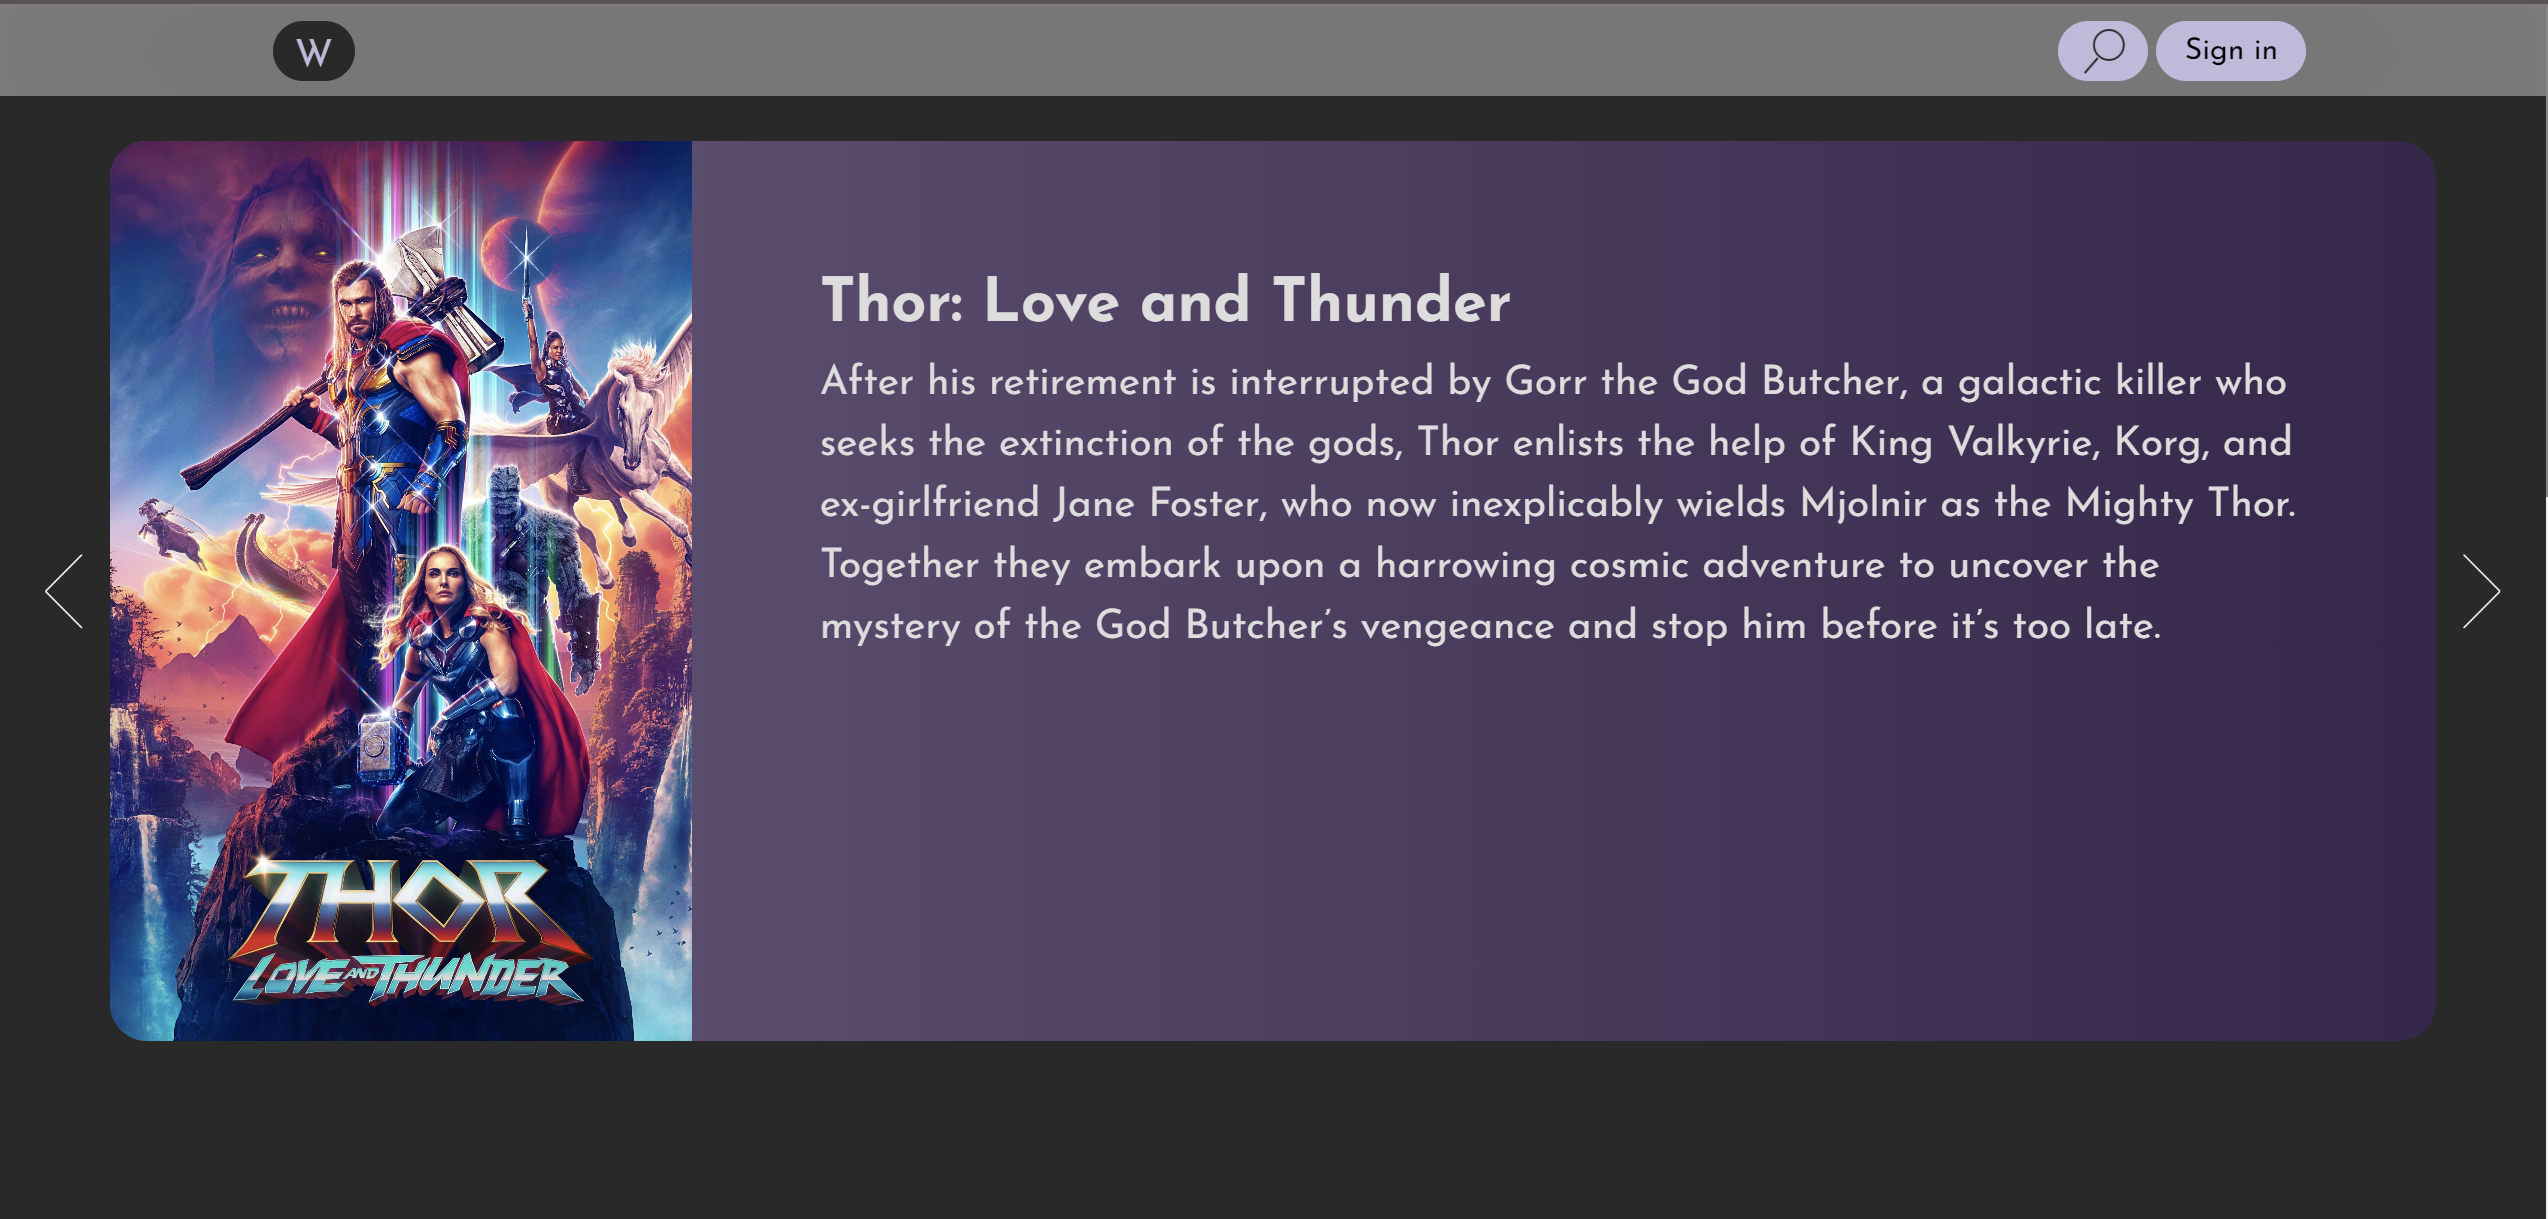 W
Sign in
Thor: Love and Thunder
After his retirement is interrupted by Gorr the God Butcher, a galactic killer who
seeks the extinction of the gods, Thor enlists the help of King Valkyrie, Korg, and
ex-girlfriend Jane Foster, who now inexplicably wields Mjolnir as the Mighty Thor.
Together they embark upon a harrowing cosmic adventure to uncover the
mystery of the God Butcher’s vengeance and stop him before it’s too late.
THOR
LOVE AND THUNDER